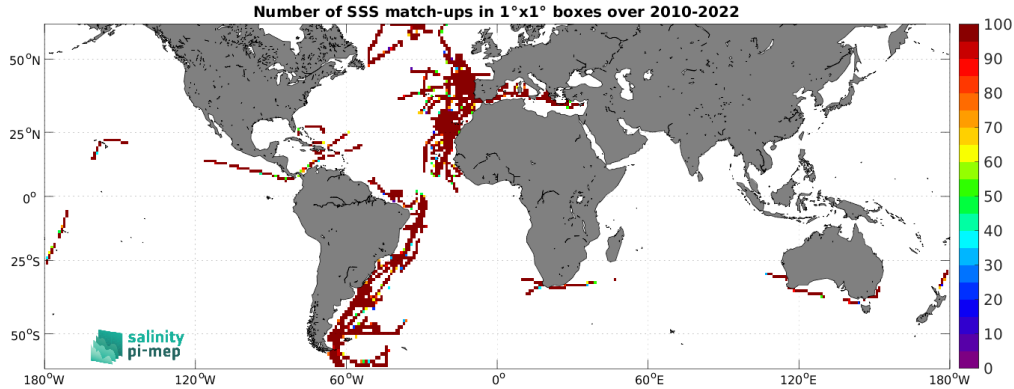 Number of SSS match-ups in 1°x1° boxes over 2010-2022
50°N
25°N
0°
25°S
50°S
180°W
120°W
60°W
0°
60°E
120°E
180°W
100
90
80
70
60
50
40
30
20
10
0
salinity
pi-mep